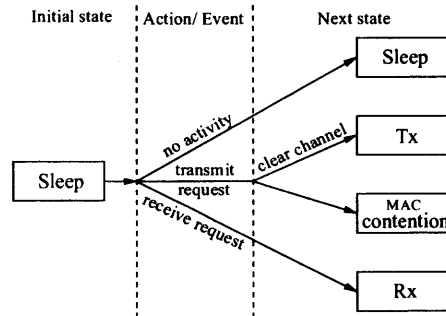 Initial state
Action/ Event
Next state
Sleep
no activity
clear channel
Tx
Sleep
transmit
request
MAC
contention
receive request
Rx